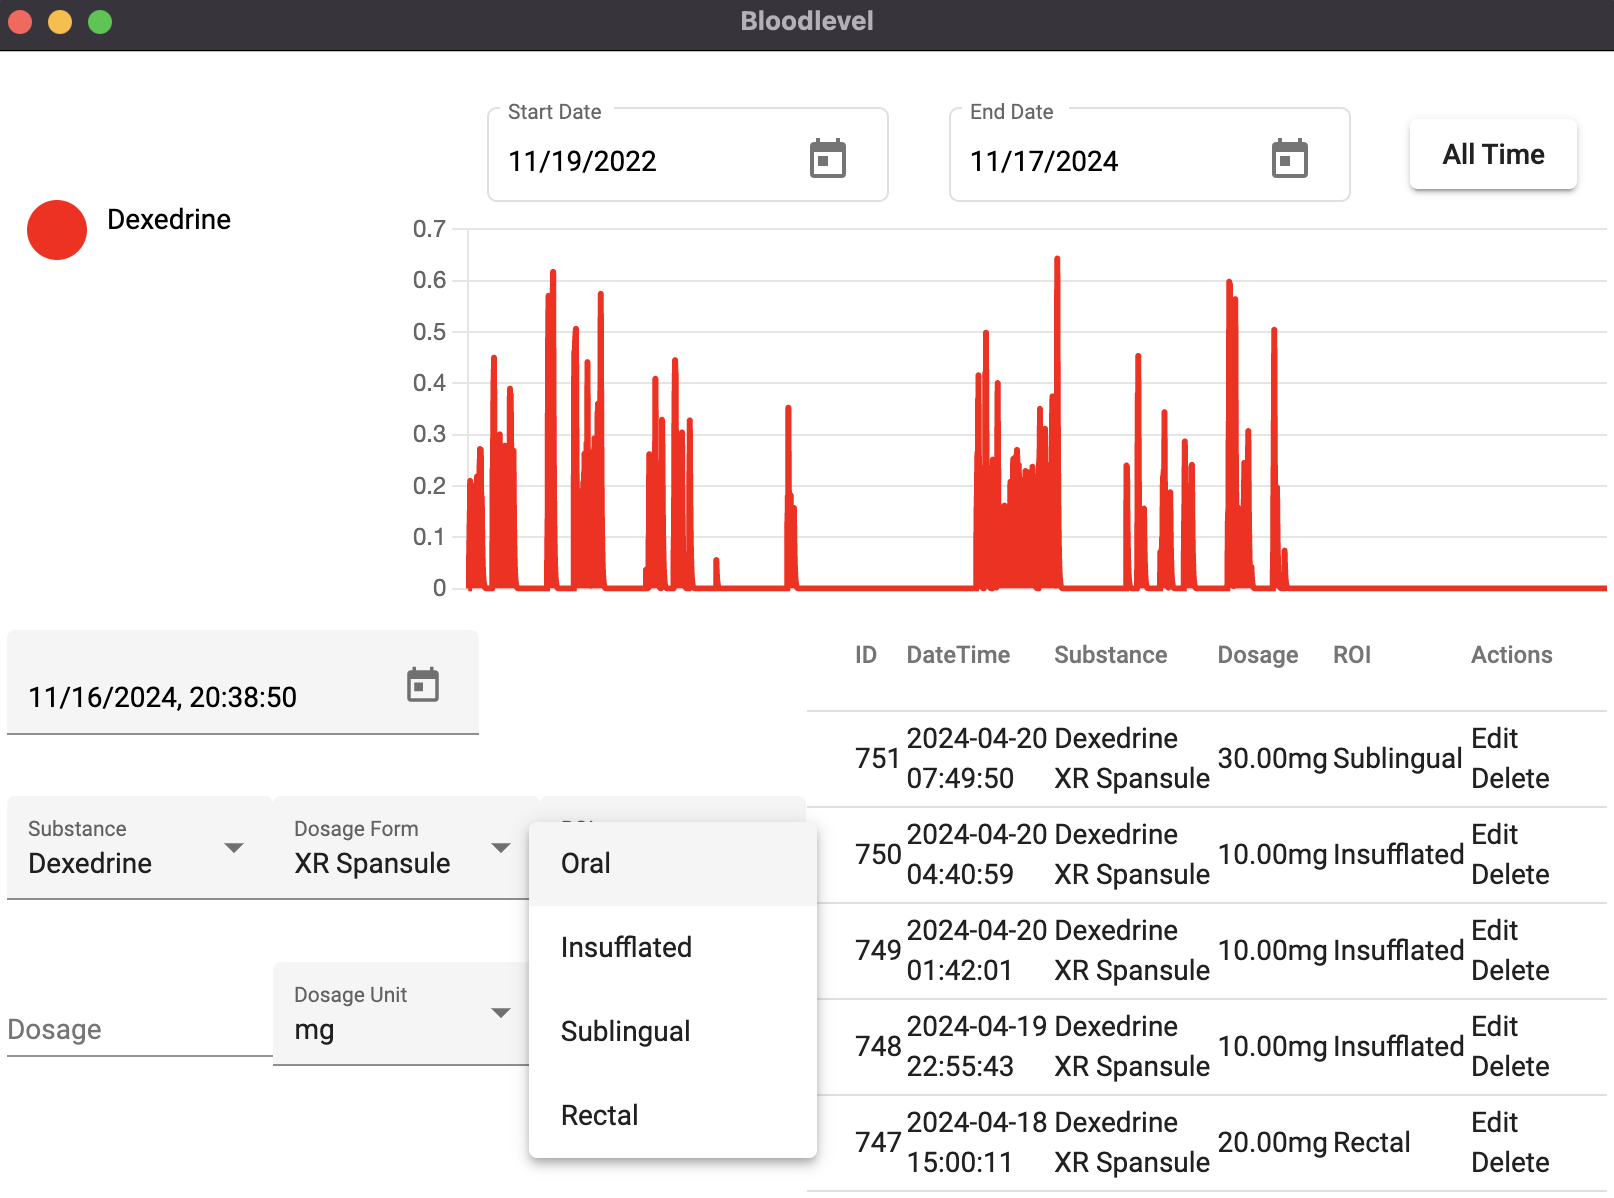 Bloodlevel
Start Date
11/19/2022
End Date
11/17/2024
All Time
Dexedrine
0.7
0.6
0.5
0.4
0.3
0.2
0.1
0
11/16/2024, 20:38:50
Substance
Dexedrine
Dosage Form
XR Spansule
Oral
Insufflated
Sublingual
Rectal
Dosage
Dosage Unit
mg
ID DateTime Substance Dosage ROI Actions
751 2024-04-20 07:49:50 Dexedrine XR Spansule 30.00mg Sublingual Edit Delete
750 2024-04-20 04:40:59 Dexedrine XR Spansule 10.00mg Insufflated Edit Delete
749 2024-04-20 01:42:01 Dexedrine XR Spansule 10.00mg Insufflated Edit Delete
748 2024-04-19 22:55:43 Dexedrine XR Spansule 10.00mg Insufflated Edit Delete
747 2024-04-18 15:00:11 Dexedrine XR Spansule 20.00mg Rectal Edit Delete